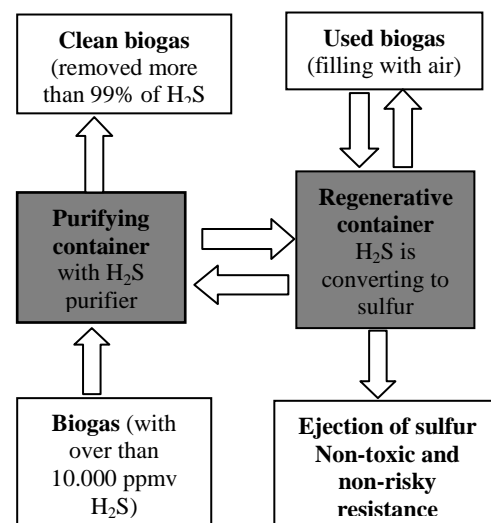 Clean biogas
(removed more
than 99% of H₂S
Used biogas
(filling with air)
Purifying
container
with H₂S
purifier
Regenerative
container
H₂S is
converting to
sulfur
Biogas (with
over than
10.000 ppmv
H₂S)
Ejection of sulfur
Non-toxic and
non-risky
resistance